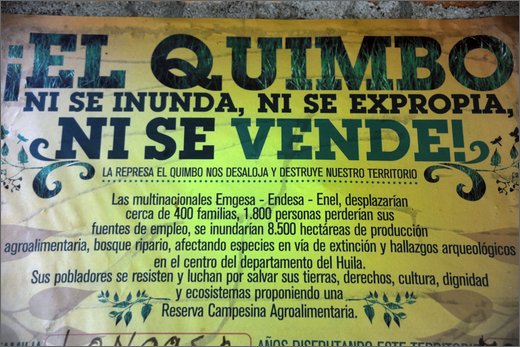 ¡EL QUIMBO
NI SE INUNDA, NI SE EXPROPIA,
NI SE VENDE!
LA REPRESA EL QUIMBO NOS DESALOJA Y DESTRUYE NUESTRO TERRITORIO
Las multinacionales Emgesa - Endesa - Enel, desplazarían
cerca de 400 familias, 1.800 personas perderían sus
fuentes de empleo, se inundarían 8.500 hectáreas de producción
agroalimentaria, bosque ripario, afectando especies en vía de extinción y hallazgos arqueológicos
en el centro del departamento del Huila.
Sus pobladores se resisten y luchan por salvar sus tierras, derechos, cultura, dignidad
y ecosistemas proponiendo una
Reserva Campesina Agroalimentaria.
AÑOS DISFRUTANDO ESTE